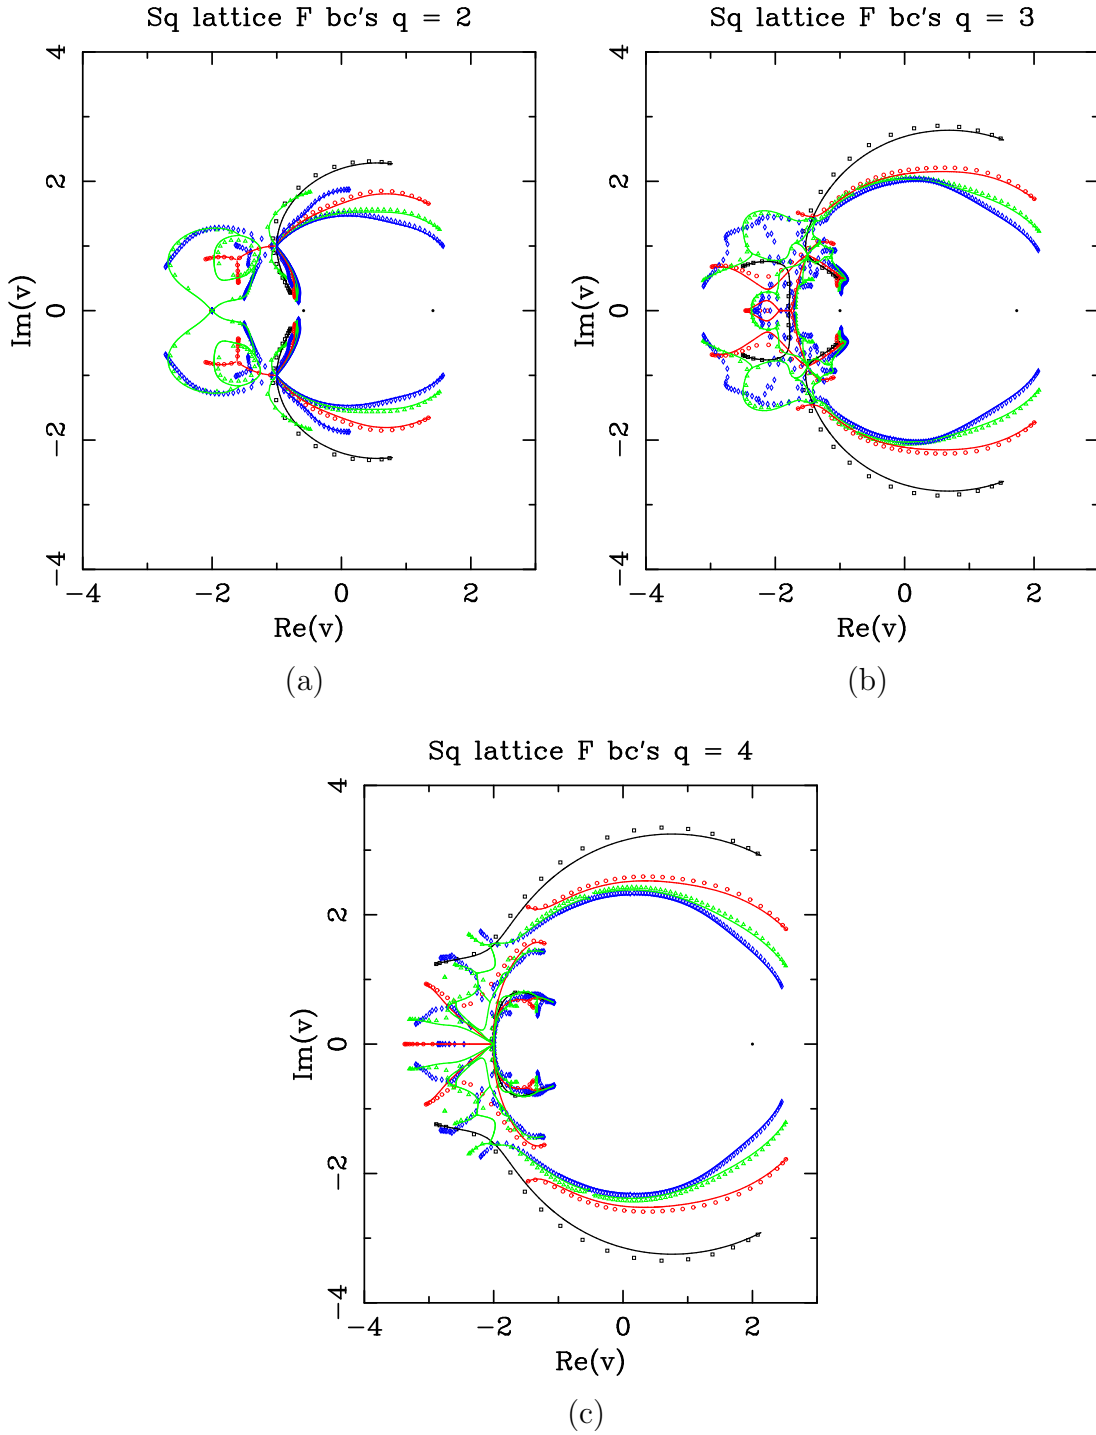 Sq lattice F bc's q = 2
4
2
0
−2
−4
Im(v)
−4 −2 0 2
Re(v)
(a)
Sq lattice F bc's q = 3
4
2
0
−2
−4
Im(v)
−4 −2 0 2
Re(v)
(b)
Sq lattice F bc's q = 4
4
2
0
−2
−4
Im(v)
−4 −2 0 2
Re(v)
(c)